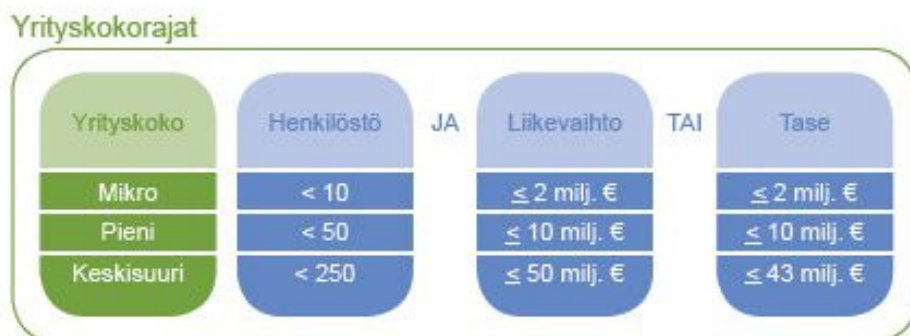 Yrityskokorajat
Yrityskoko Henkilöstö JA Liikevaihto TAI Tase
Mikro < 10 ≤ 2 milj. € ≤ 2 milj. €
Pieni < 50 ≤ 10 milj. € ≤ 10 milj. €
Keskisuuri < 250 ≤ 50 milj. € ≤ 43 milj. €